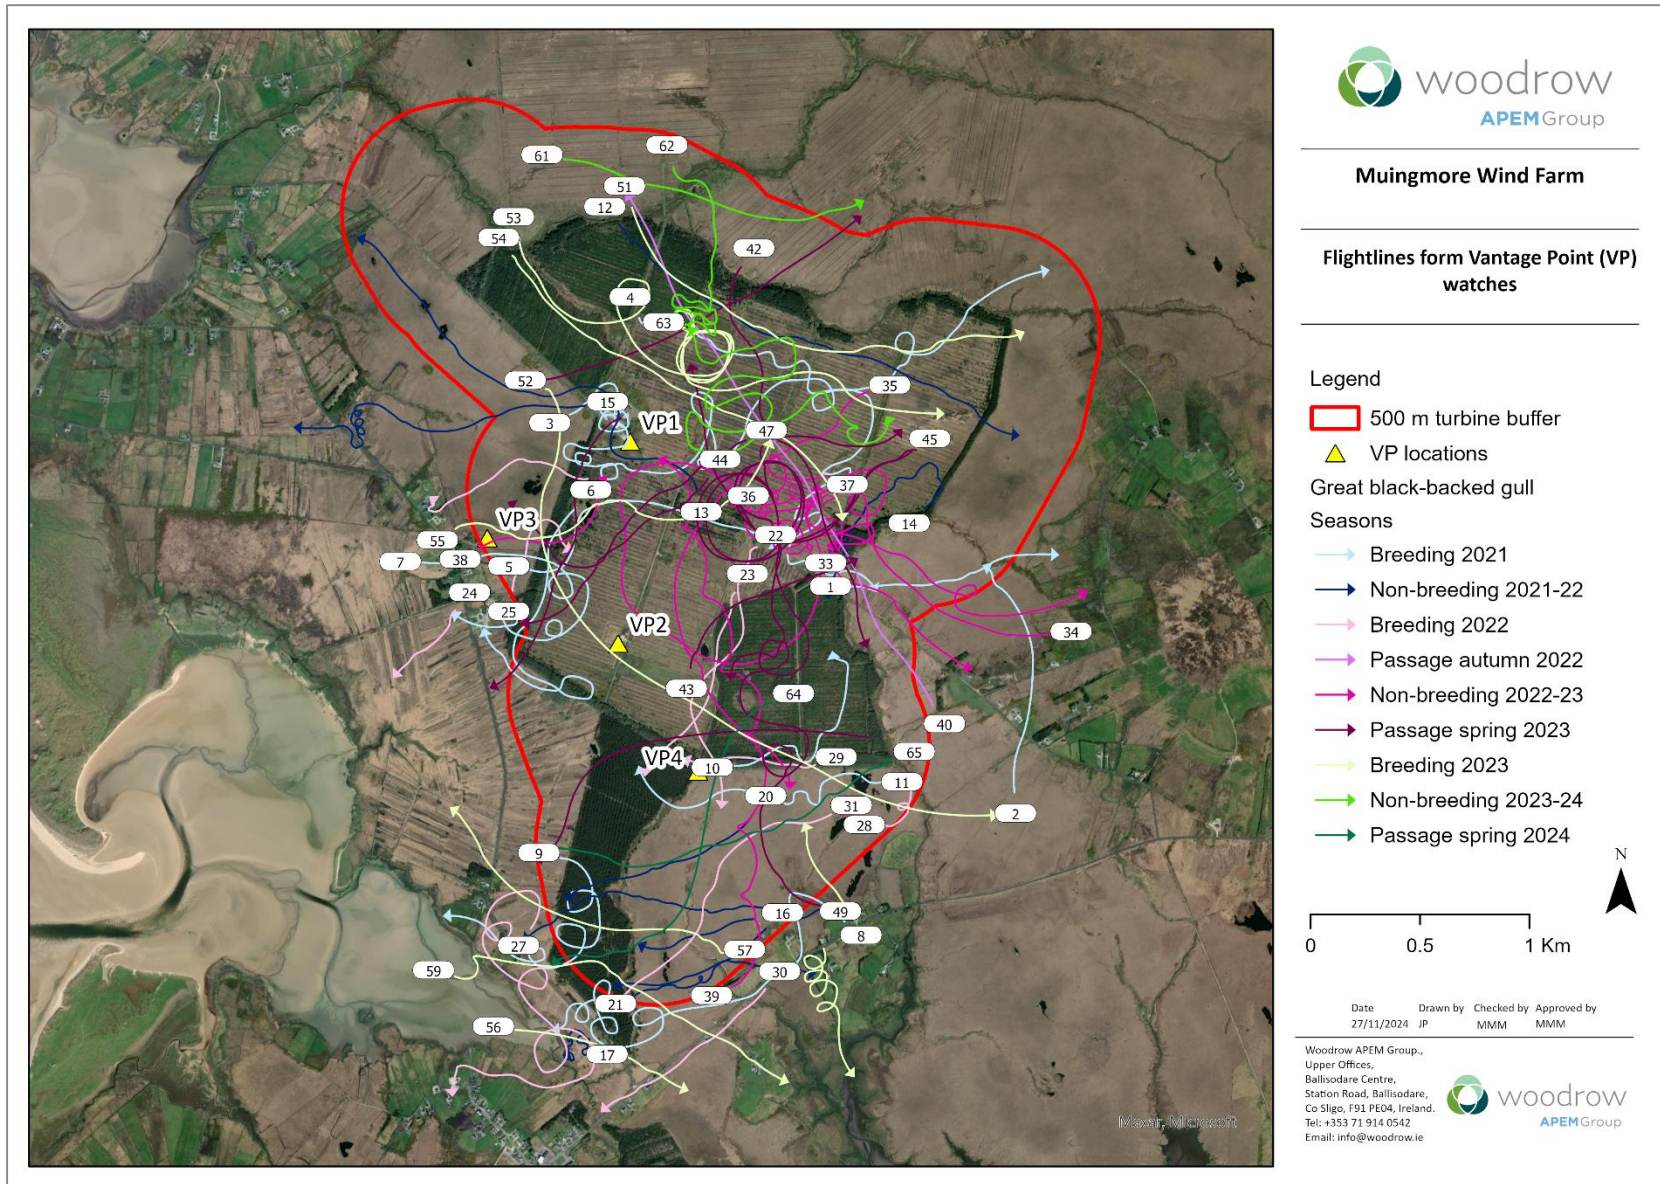 61
62
51
12
53
54
42
4
63
52
35
15
3
VP1
47
45
44
6
37
36
13
14
VP3
22
55
7
38
5
33
23
1
24
25
VP2
34
43
64
40
65
VP4
10
29
11
20
31
28
2
9
16
49
8
27
57
59
30
39
21
56
17
Maxar, Microsoft
woodrow
APEM Group
Muingmore Wind Farm
Flightlines form Vantage Point (VP)
watches
Legend
500 m turbine buffer
VP locations
Great black-backed gull
Seasons
Breeding 2021
Non-breeding 2021-22
Breeding 2022
Passage autumn 2022
Non-breeding 2022-23
Passage spring 2023
Breeding 2023
Non-breeding 2023-24
Passage spring 2024
N
0 0.5 1 Km
Date Drawn by Checked by Approved by
27/11/2024 JP MMM MMM
Woodrow APEM Group.,
Upper Offices,
Ballisodare Centre,
Station Road, Ballisodare,
Co Sligo, F91 PE04, Ireland.
Tel: +353 71 914 0542
Email: info@woodrow.ie
woodrow
APEM Group